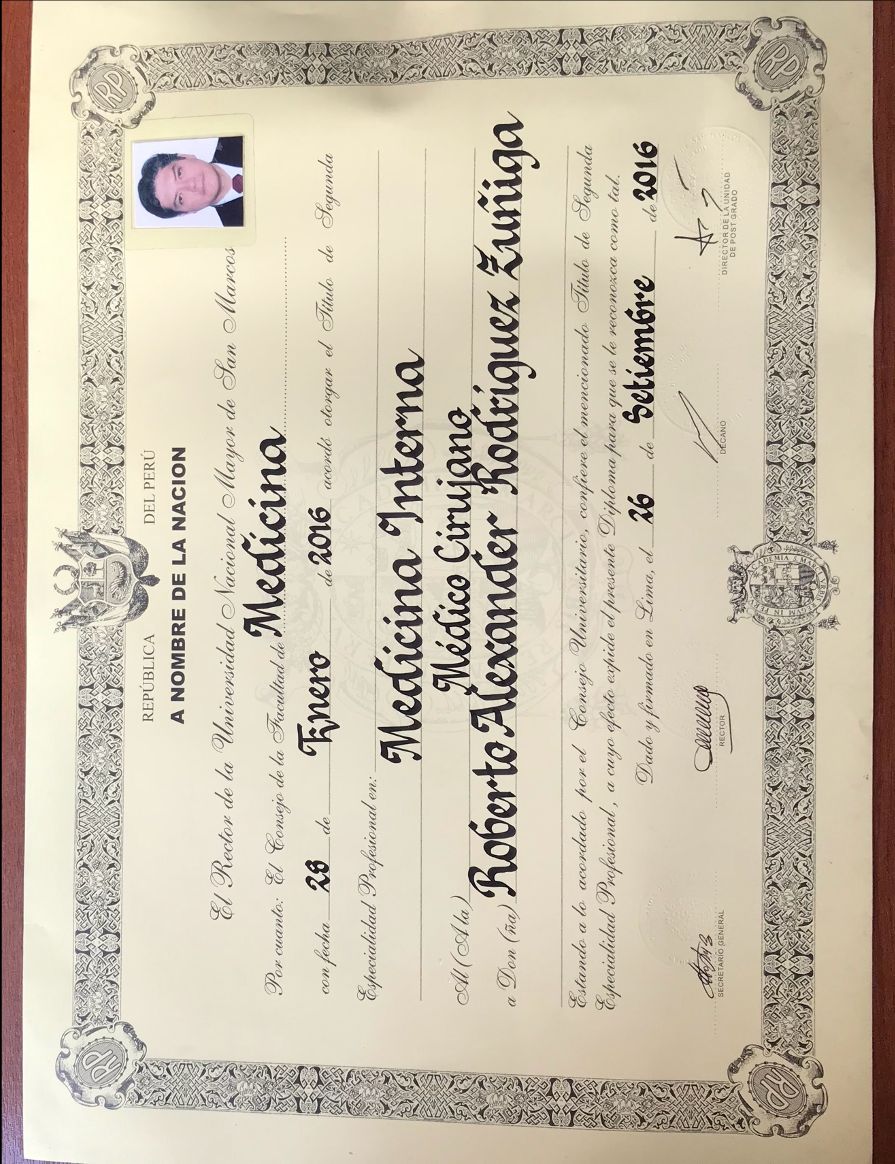 REPÚBLICA DEL PERÚ
A NOMBRE DE LA NACION
El Rector de la Universidad Nacional Mayor de San Marcos
Por cuanto: El Consejo de la Facultad de Medicina
con fecha 28 de Enero de 2016 acordó otorgar el Título de Segunda
Especialidad Profesional en:
Medicina Interna
Al (A la) Médico Cirujano
a Don (ña) Roberto Alexander Rodríguez Zuñiga
Estando a lo acordado por el Consejo Universitario, confiere el mencionado Título de Segunda
Especialidad Profesional, a cuyo efecto expide el presente Diploma para que se le reconozca como tal.
Dado y firmado en Lima, el 26 de Setiembre de 2016
SECRETARIO GENERAL
RECTOR
DECANO
DIRECTOR DE LA UNIDAD
DE POST GRADO
RP
RP
RP
RP